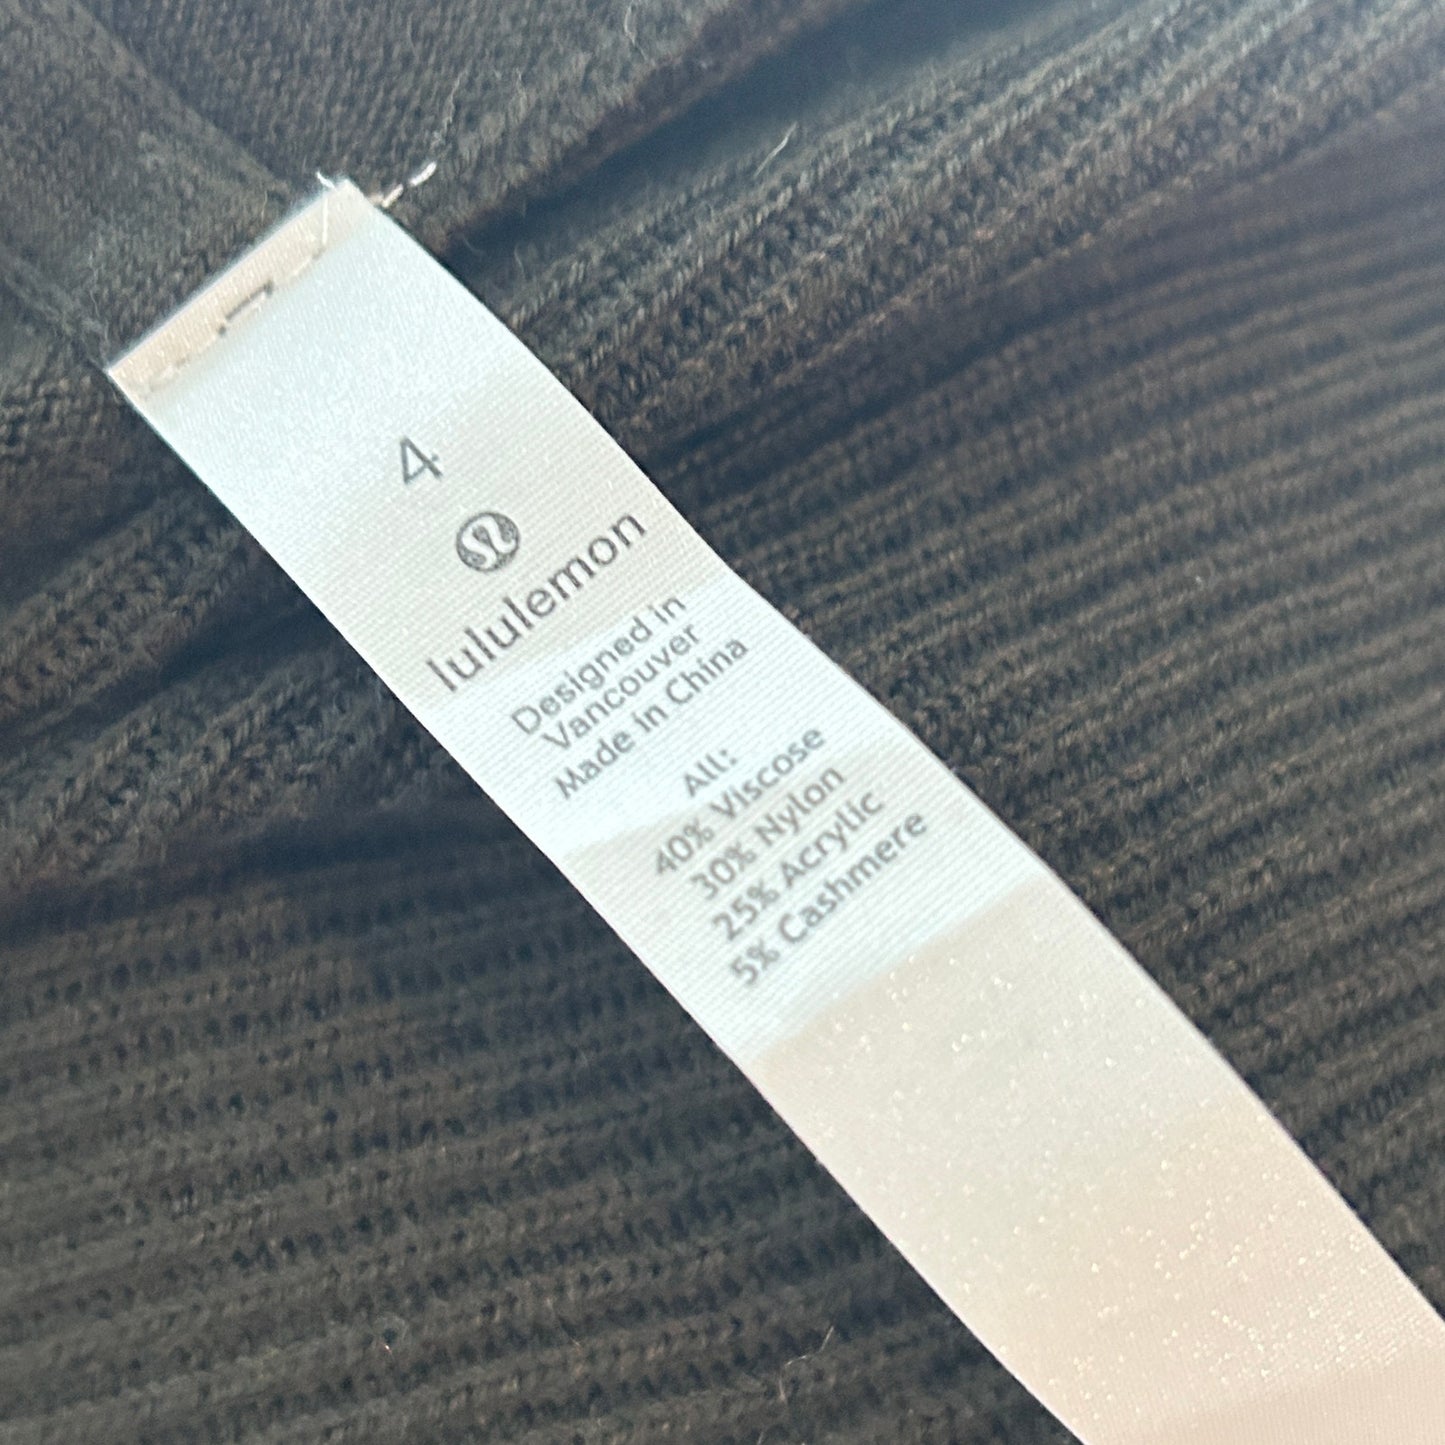 4
lululemon
Designed in
Vancouver
Made in China
All:
40% Viscose
30% Nylon
25% Acrylic
5% Cashmere